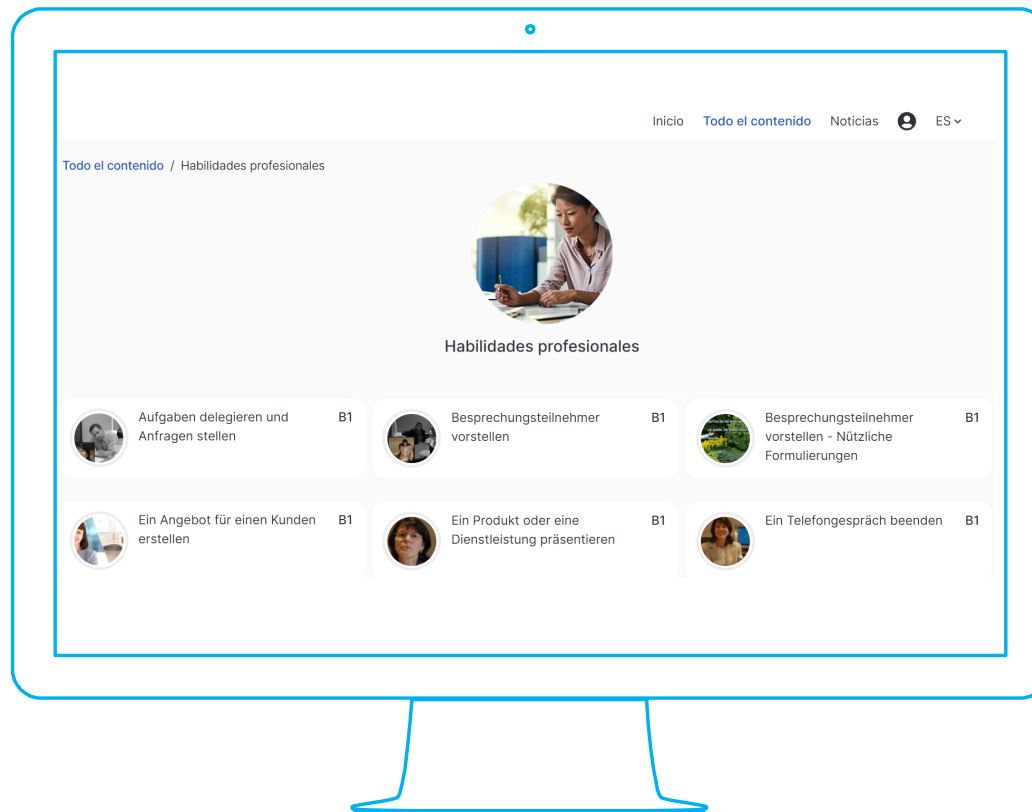 Inicio Todo el contenido Noticias ES
Todo el contenido / Habilidades profesionales
Habilidades profesionales
Aufgaben delegieren und
Anfragen stellen
B1
Besprechungsteilnehmer
vorstellen
B1
Besprechungsteilnehmer
vorstellen - Nützliche
Formulierungen
B1
Ein Angebot für einen Kunden
erstellen
B1
Ein Produkt oder eine
Dienstleistung präsentieren
B1
Ein Telefongespräch beenden
B1